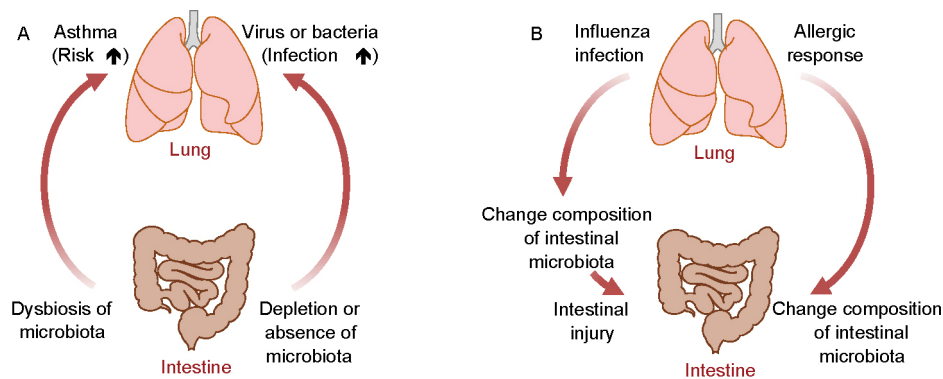 A
Asthma
(Risk 🡹)
Virus or bacteria
(Infection 🡹)
Lung
Dysbiosis of
microbiota
Depletion or
absence of
microbiota
Intestine
B
Influenza
infection
Allergic
response
Lung
Change composition
of intestinal
microbiota
Intestinal
injury
Change composition
of intestinal
microbiota
Intestine